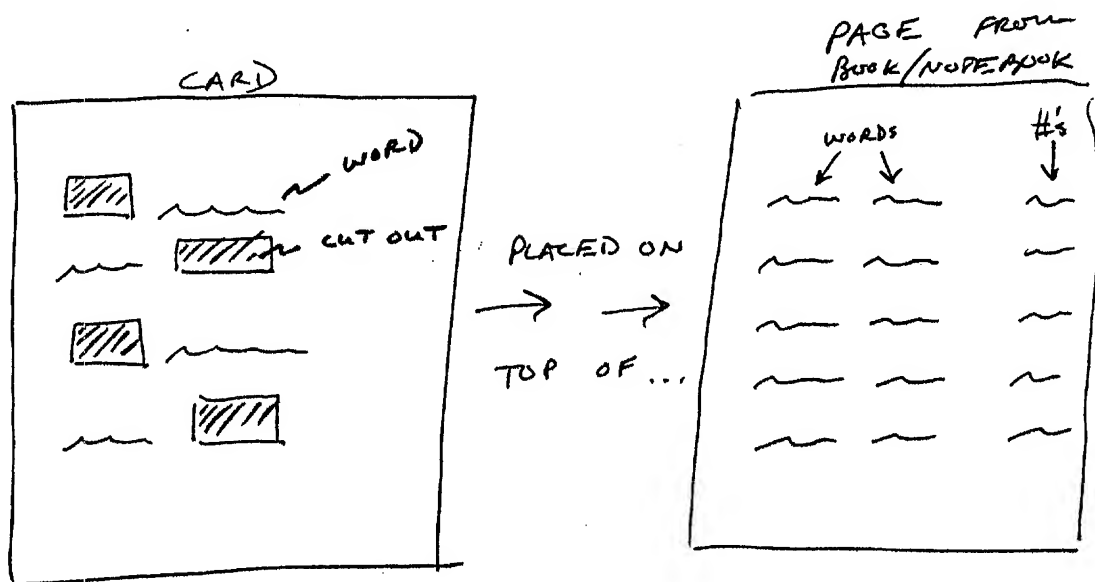 CARD
WORD
CUT OUT
PLACED ON
TOP OF...
PAGE FROM
BOOK/NOTEBOOK
WORDS
#'s